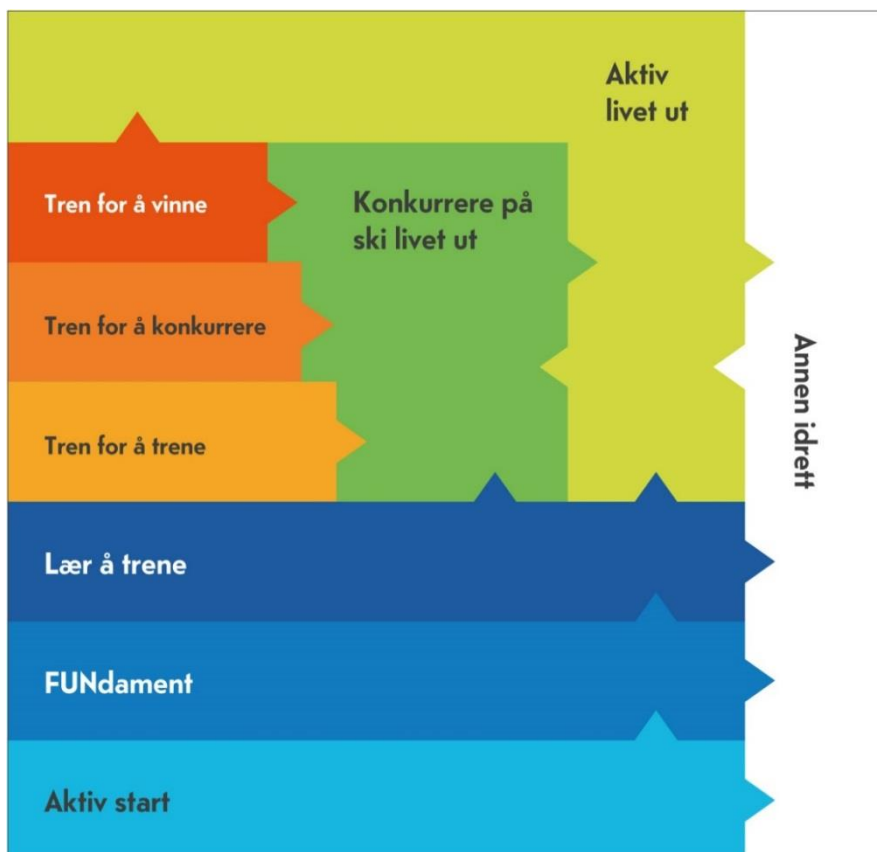 Aktiv
livet ut
Tren for å vinne
Konkurrere på
ski livet ut
Tren for å konkurrere
Annen idrett
Tren for å trene
Lær å trene
FUNdament
Aktiv start